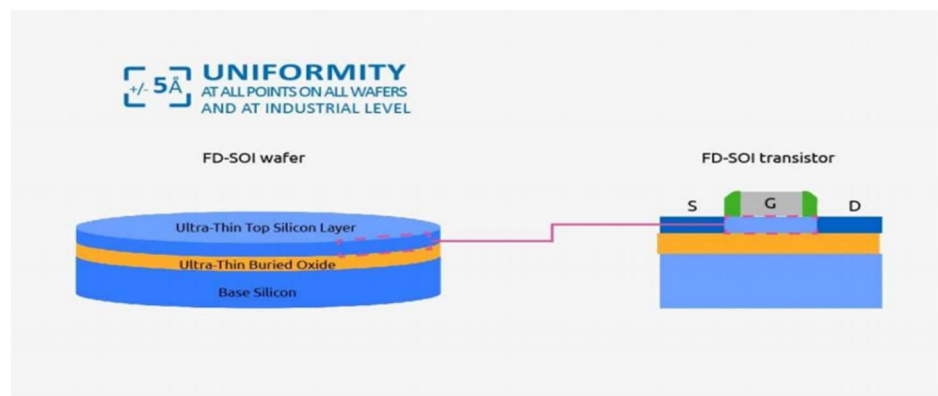 +/- 5Å
UNIFORMITY
AT ALL POINTS ON ALL WAFERS
AND AT INDUSTRIAL LEVEL
FD-SOI wafer
FD-SOI transistor
S
G
D
Ultra-Thin Top Silicon Layer
Ultra-Thin Buried Oxide
Base Silicon